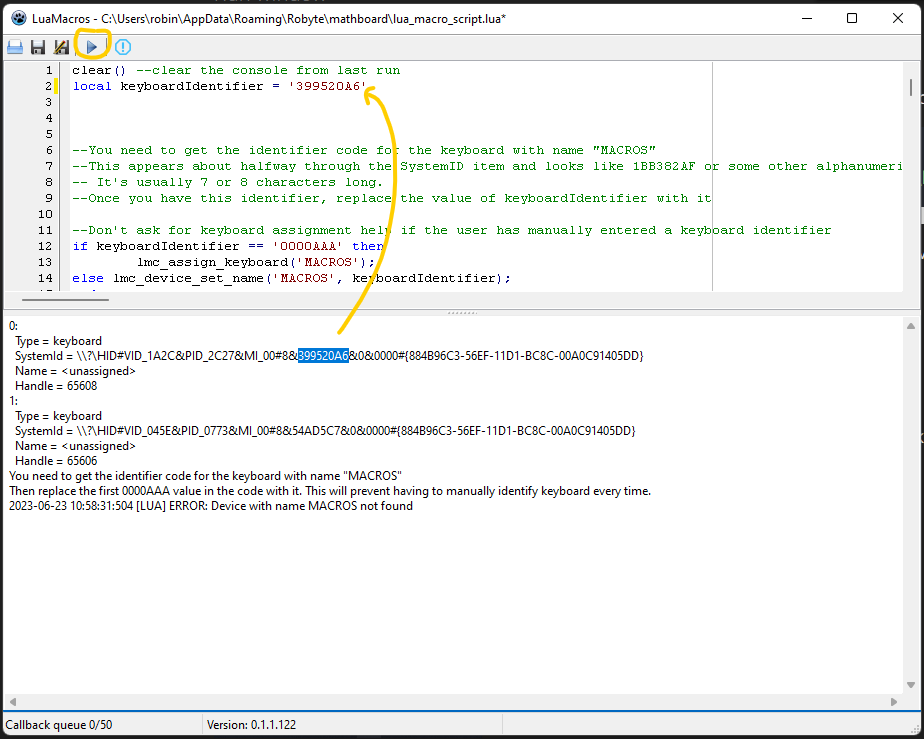 LuaMacros - C:\Users\robin\AppData\Roaming\Robyte\mathboard\lua_macro_script.lua*
1 clear() --clear the console from last run
2 local keyboardIdentifier = '399520A6'
3
4
5
6 --You need to get the identifier code for the keyboard with name "MACROS"
7 --This appears about halfway through the SystemID item and looks like 1BB382AF or some other alphanumeri
8 -- It's usually 7 or 8 characters long.
9 --Once you have this identifier, replace the value of keyboardIdentifier with it
10
11 --Don't ask for keyboard assignment help if the user has manually entered a keyboard identifier
12 if keyboardIdentifier == '0000AAA' then
13 lmc_assign_keyboard('MACROS');
14 else lmc_device_set_name('MACROS', keyboardIdentifier);
0:
Type = keyboard
SystemId = \\?\HID#VID_1A2C&PID_2C27&MI_00#8&399520A6&0&0000#{884B96C3-56EF-11D1-BC8C-00A0C91405DD}
Name = <unassigned>
Handle = 65608
1:
Type = keyboard
SystemId = \\?\HID#VID_045E&PID_0773&MI_00#8&54AD5C7&0&0000#{884B96C3-56EF-11D1-BC8C-00A0C91405DD}
Name = <unassigned>
Handle = 65606
You need to get the identifier code for the keyboard with name "MACROS"
Then replace the first 0000AAA value in the code with it. This will prevent having to manually identify keyboard every time.
2023-06-23 10:58:31:504 [LUA] ERROR: Device with name MACROS not found
Callback queue 0/50 Version: 0.1.1.122